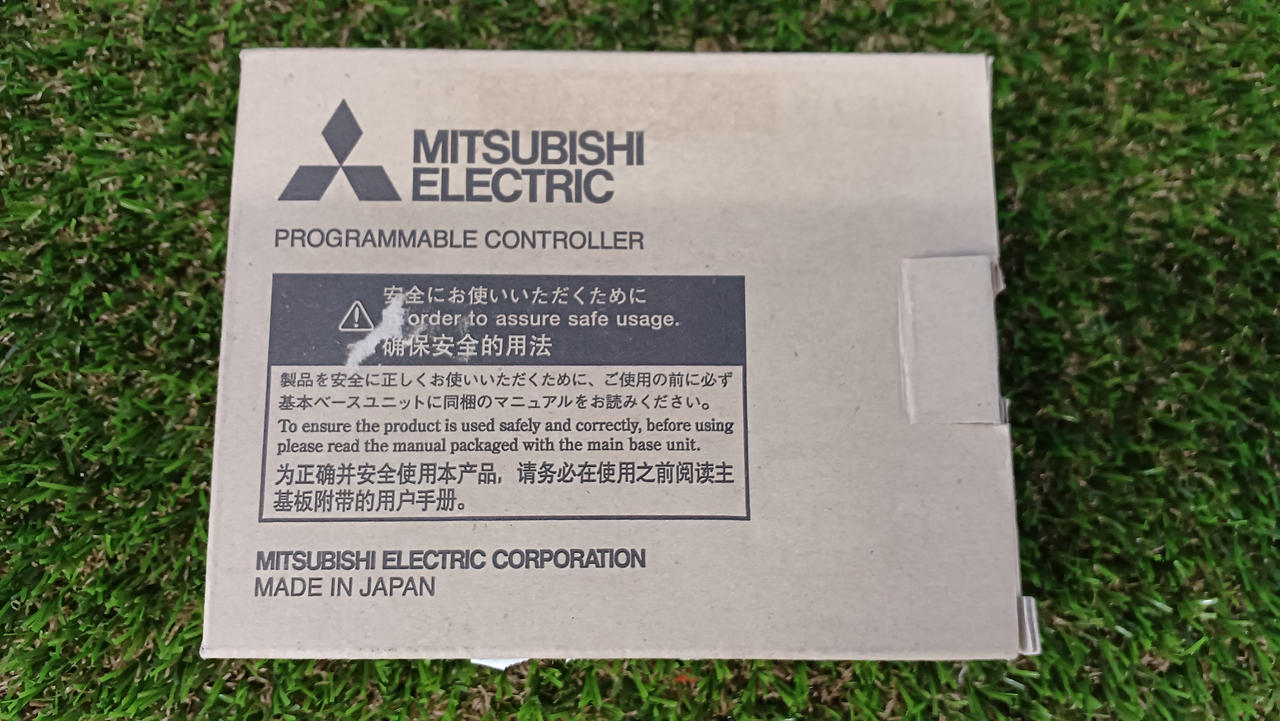 MITSUBISHI
ELECTRIC
PROGRAMMABLE CONTROLLER
安全にお使いいただくために
order to assure safe usage.
确保安全的用法
製品を安全に正しくお使いいただくために、ご使用の前に必ず
基本ベースユニットに同梱のマニュアルをお読みください。
To ensure the product is used safely and correctly, before using
please read the manual packaged with the main base unit.
为正确并安全使用本产品，请务必在使用之前阅读主
基板附带的用户手册。
MITSUBISHI ELECTRIC CORPORATION
MADE IN JAPAN